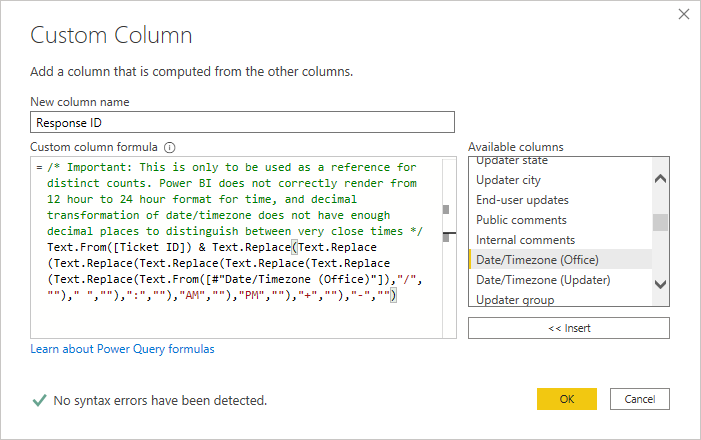 Custom Column
Add a column that is computed from the other columns.
New column name
Response ID
Custom column formula
= /* Important: This is only to be used as a reference for
distinct counts. Power BI does not correctly render from
12 hour to 24 hour format for time, and decimal
transformation of date/timezone does not have enough
decimal places to distinguish between very close times */
Text.From([Ticket ID]) & Text.Replace(Text.Replace
(Text.Replace(Text.Replace(Text.Replace(Text.Replace
(Text.Replace(Text.From([#"Date/Timezone (Office)"]),"/",
"")," ",""),":",""),"AM",""),"PM",""),"+",""),"-","")
Available columns
Updater state
Updater city
End-user updates
Public comments
Internal comments
Date/Timezone (Office)
Date/Timezone (Updater)
Updater group
<< Insert
Learn about Power Query formulas
No syntax errors have been detected.
OK
Cancel